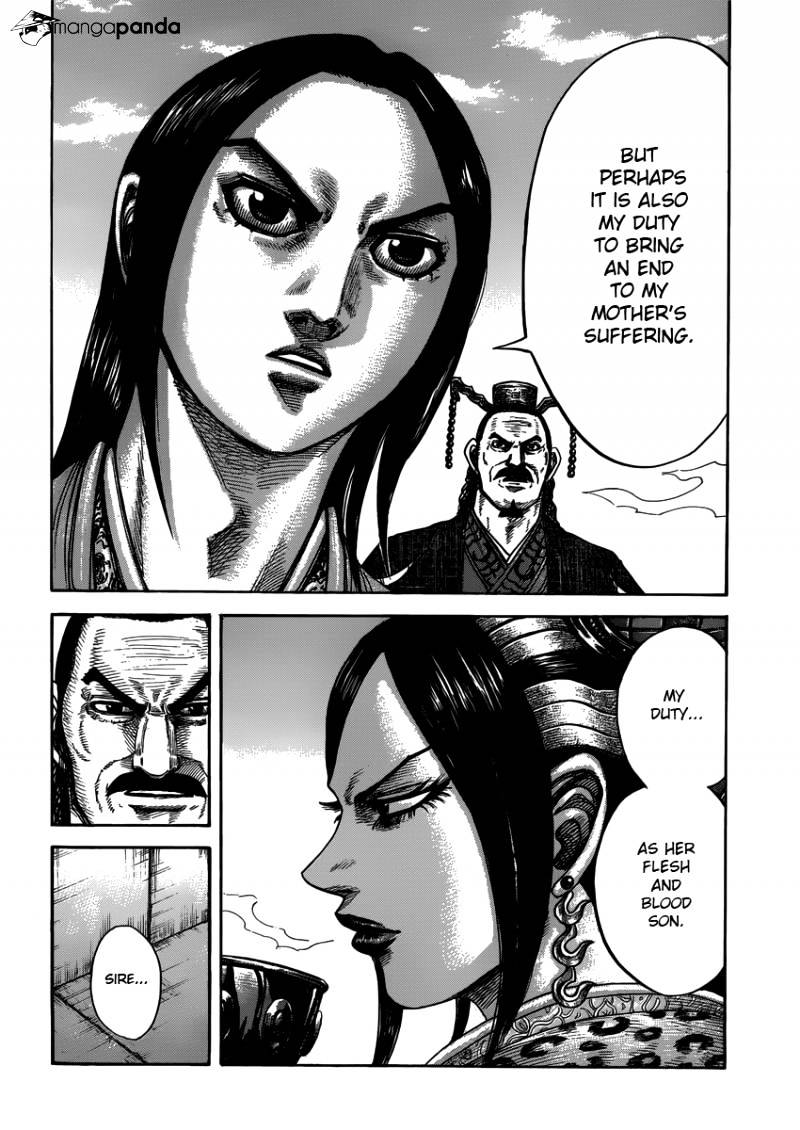 mangapanda
BUT
PERHAPS
IT IS ALSO
MY DUTY
TO BRING
AN END
TO MY
MOTHER'S
SUFFERING.
MY
DUTY...
AS HER
FLESH
AND
BLOOD
SON.
SIRE...